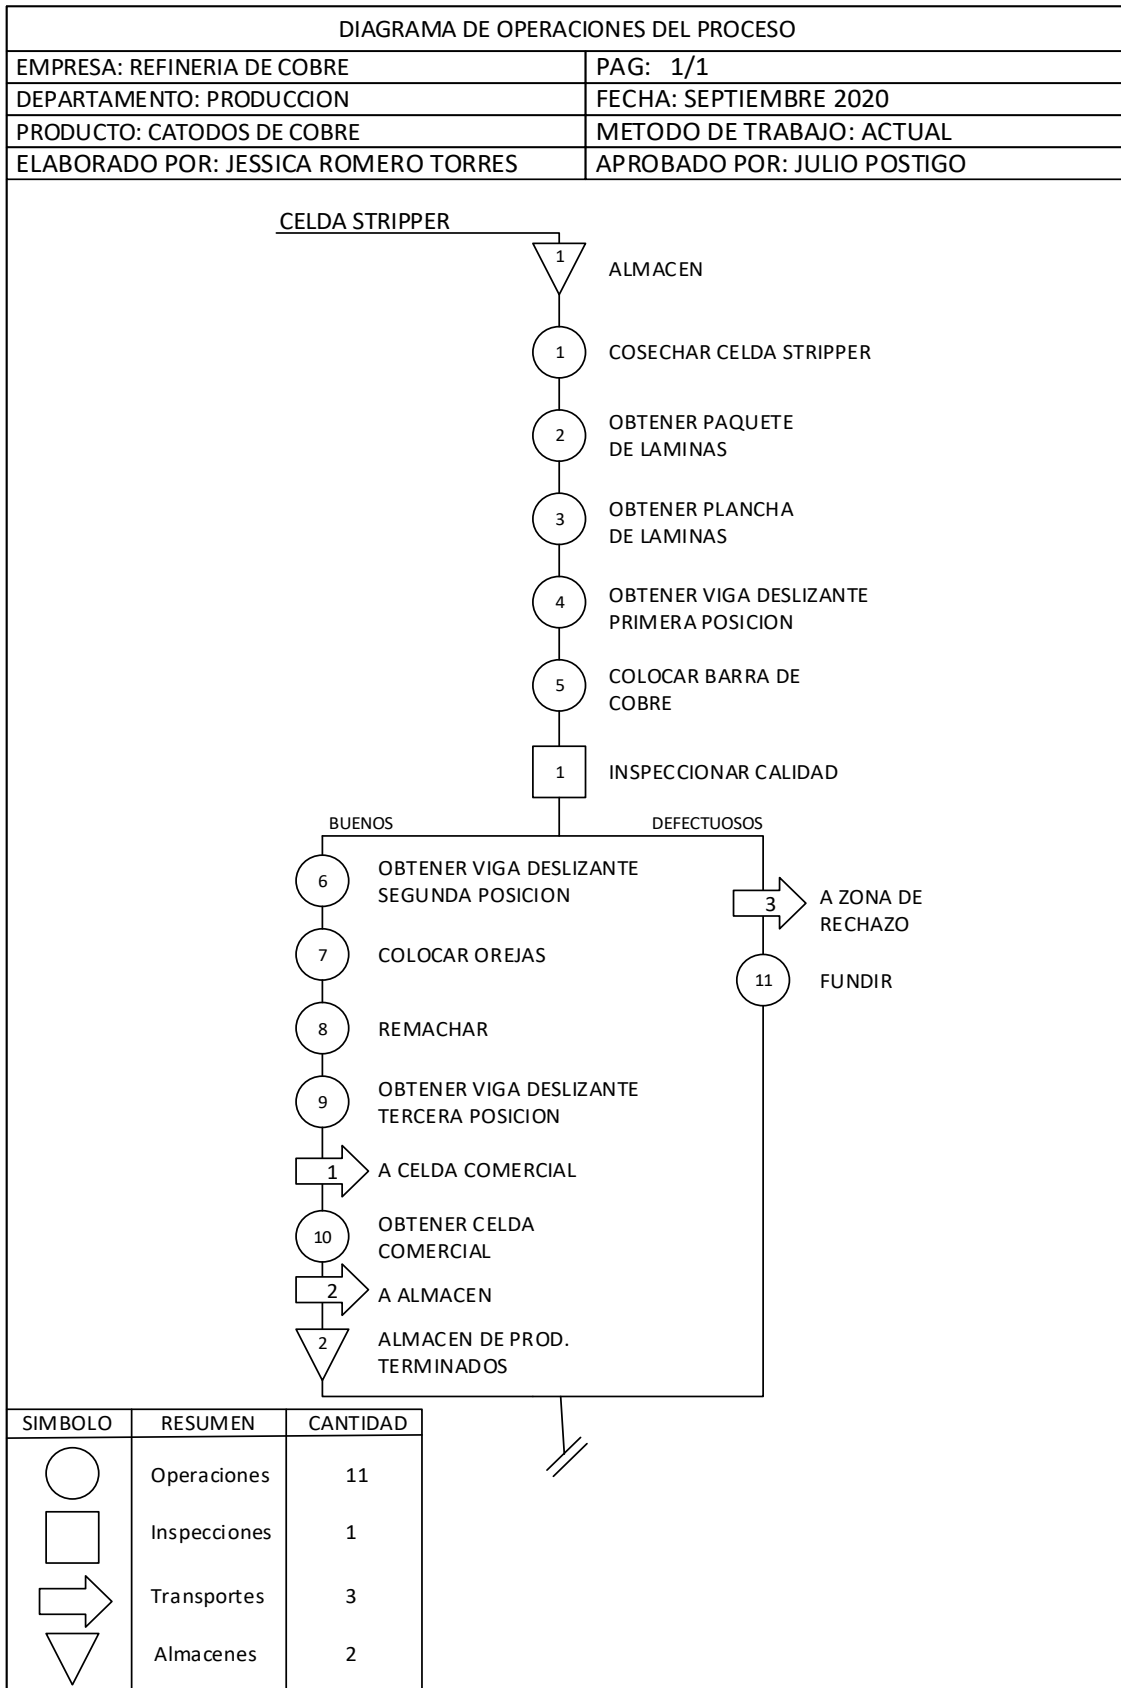 DIAGRAMA DE OPERACIONES DEL PROCESO
EMPRESA: REFINERIA DE COBRE
PAG: 1/1
DEPARTAMENTO: PRODUCCION
FECHA: SEPTIEMBRE 2020
PRODUCTO: CATODOS DE COBRE
METODO DE TRABAJO: ACTUAL
ELABORADO POR: JESSICA ROMERO TORRES
APROBADO POR: JULIO POSTIGO
CELDA STRIPPER
1
ALMACEN
1
COSECHAR CELDA STRIPPER
2
OBTENER PAQUETE
DE LAMINAS
3
OBTENER PLANCHA
DE LAMINAS
4
OBTENER VIGA DESLIZANTE
PRIMERA POSICION
5
COLOCAR BARRA DE
COBRE
1
INSPECCIONAR CALIDAD
BUENOS
6
OBTENER VIGA DESLIZANTE
SEGUNDA POSICION
7
COLOCAR OREJAS
8
REMACHAR
9
OBTENER VIGA DESLIZANTE
TERCERA POSICION
1
A CELDA COMERCIAL
10
OBTENER CELDA
COMERCIAL
2
A ALMACEN
2
ALMACEN DE PROD.
TERMINADOS
DEFECTUOSOS
3
A ZONA DE
RECHAZO
11
FUNDIR
SIMBOLO
RESUMEN
CANTIDAD
Operaciones
11
Inspecciones
1
Transportes
3
Almacenes
2